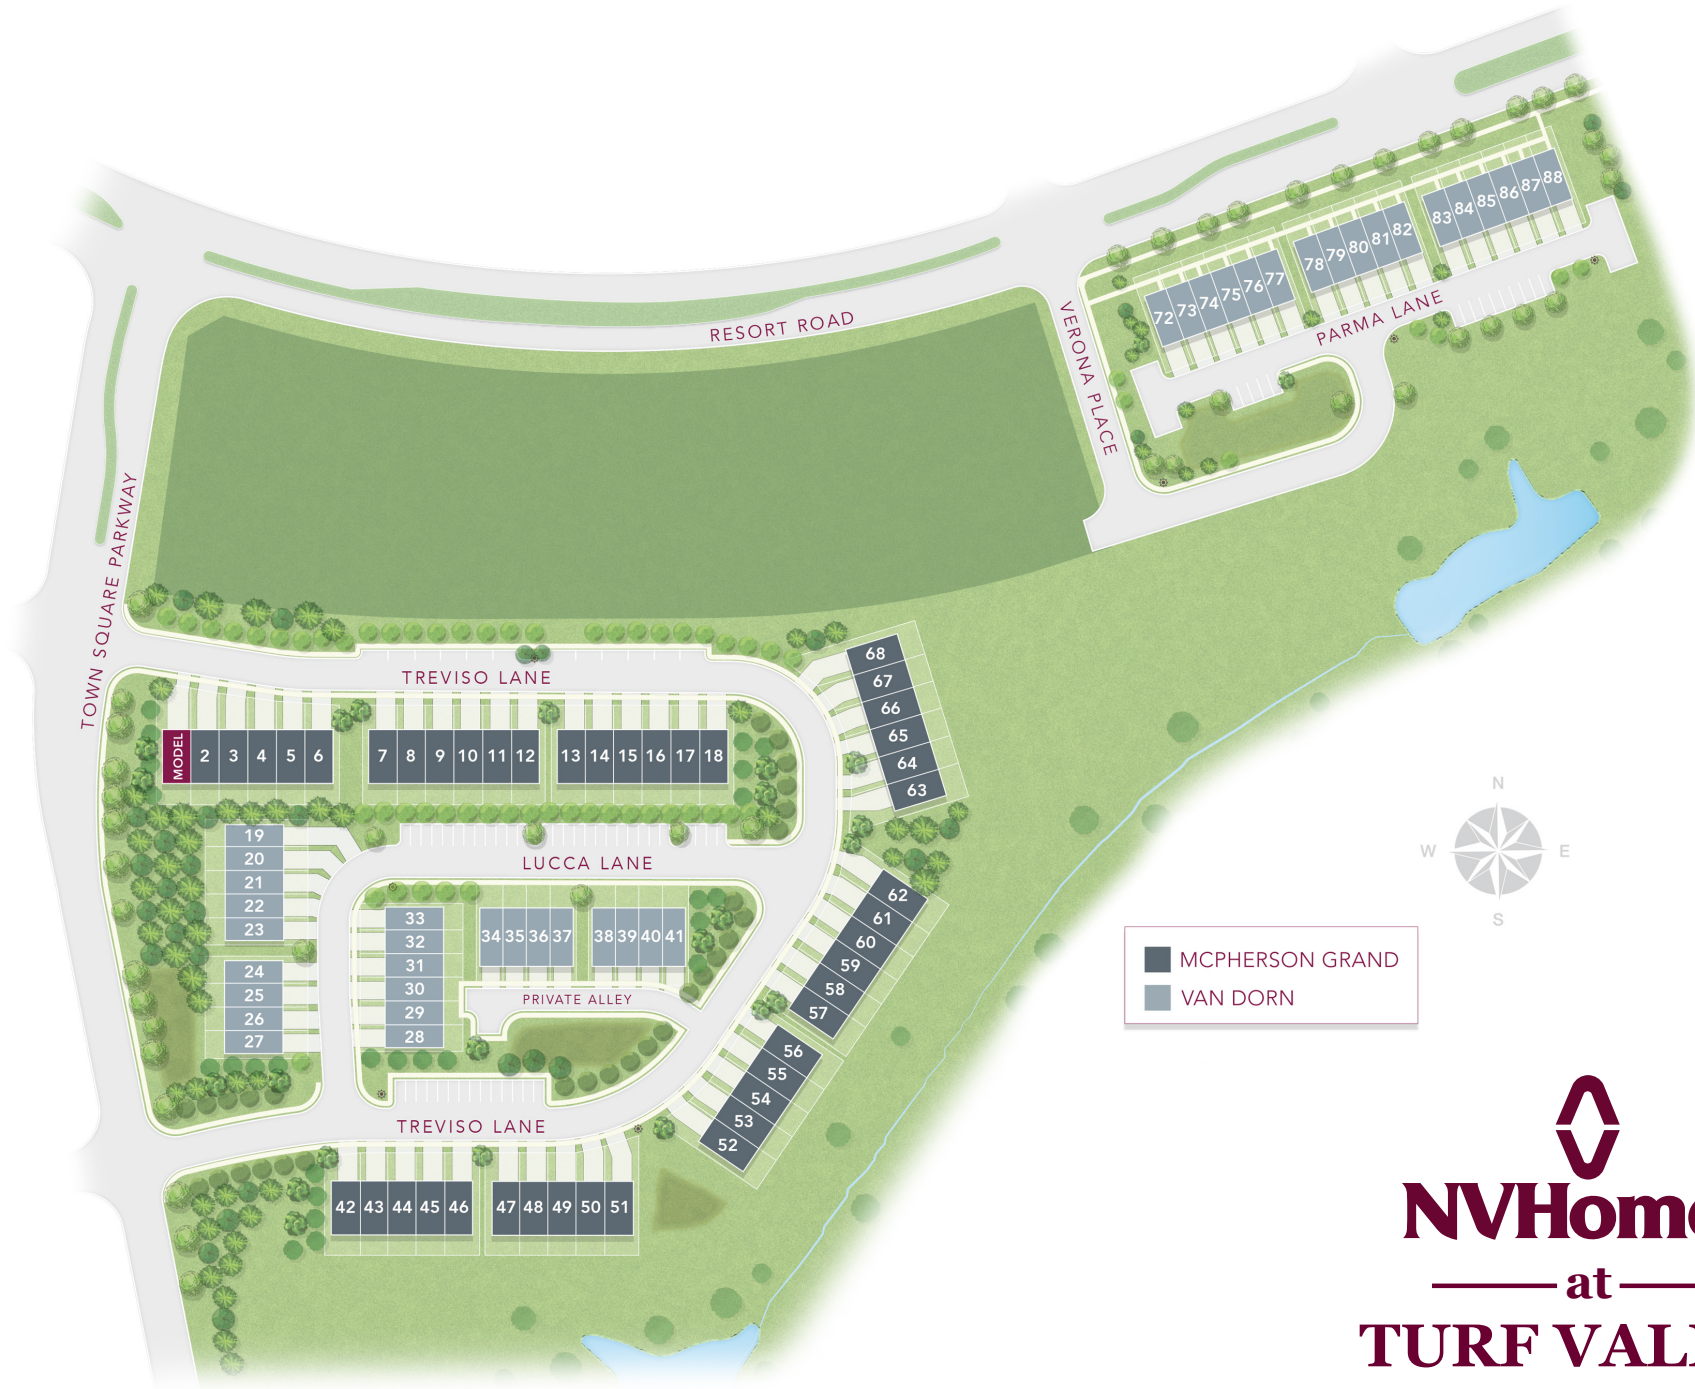 RESORT ROAD
VERONA PLACE
PARMA LANE
72 73 74 75 76 77
78 79 80 81 82
83 84 85 86 87 88
TOWN SQUARE PARKWAY
TREVISO LANE
MODEL 2 3 4 5 6
7 8 9 10 11 12
13 14 15 16 17 18
68
67
66
65
64
63
19
20
21
22
23
LUCCA LANE
24
25
26
27
33
32
31
30
29
28
34 35 36 37
38 39 40 41
PRIVATE ALLEY
62
61
60
59
58
57
56
55
54
53
52
TREVISO LANE
42 43 44 45 46
47 48 49 50 51
N
W E
S
MCPHERSON GRAND
VAN DORN
NVHom
at
TURF VAL